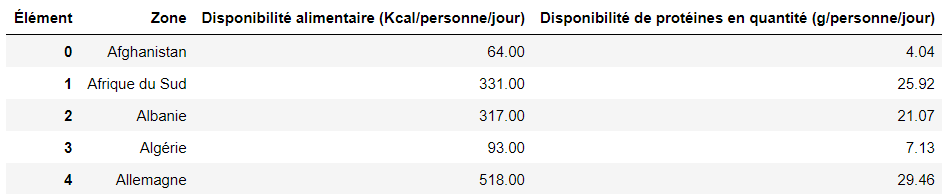 Élément Zone Disponibilité alimentaire (Kcal/personne/jour) Disponibilité de protéines en quantité (g/personne/jour)
0 Afghanistan 64.00 4.04
1 Afrique du Sud 331.00 25.92
2 Albanie 317.00 21.07
3 Algérie 93.00 7.13
4 Allemagne 518.00 29.46